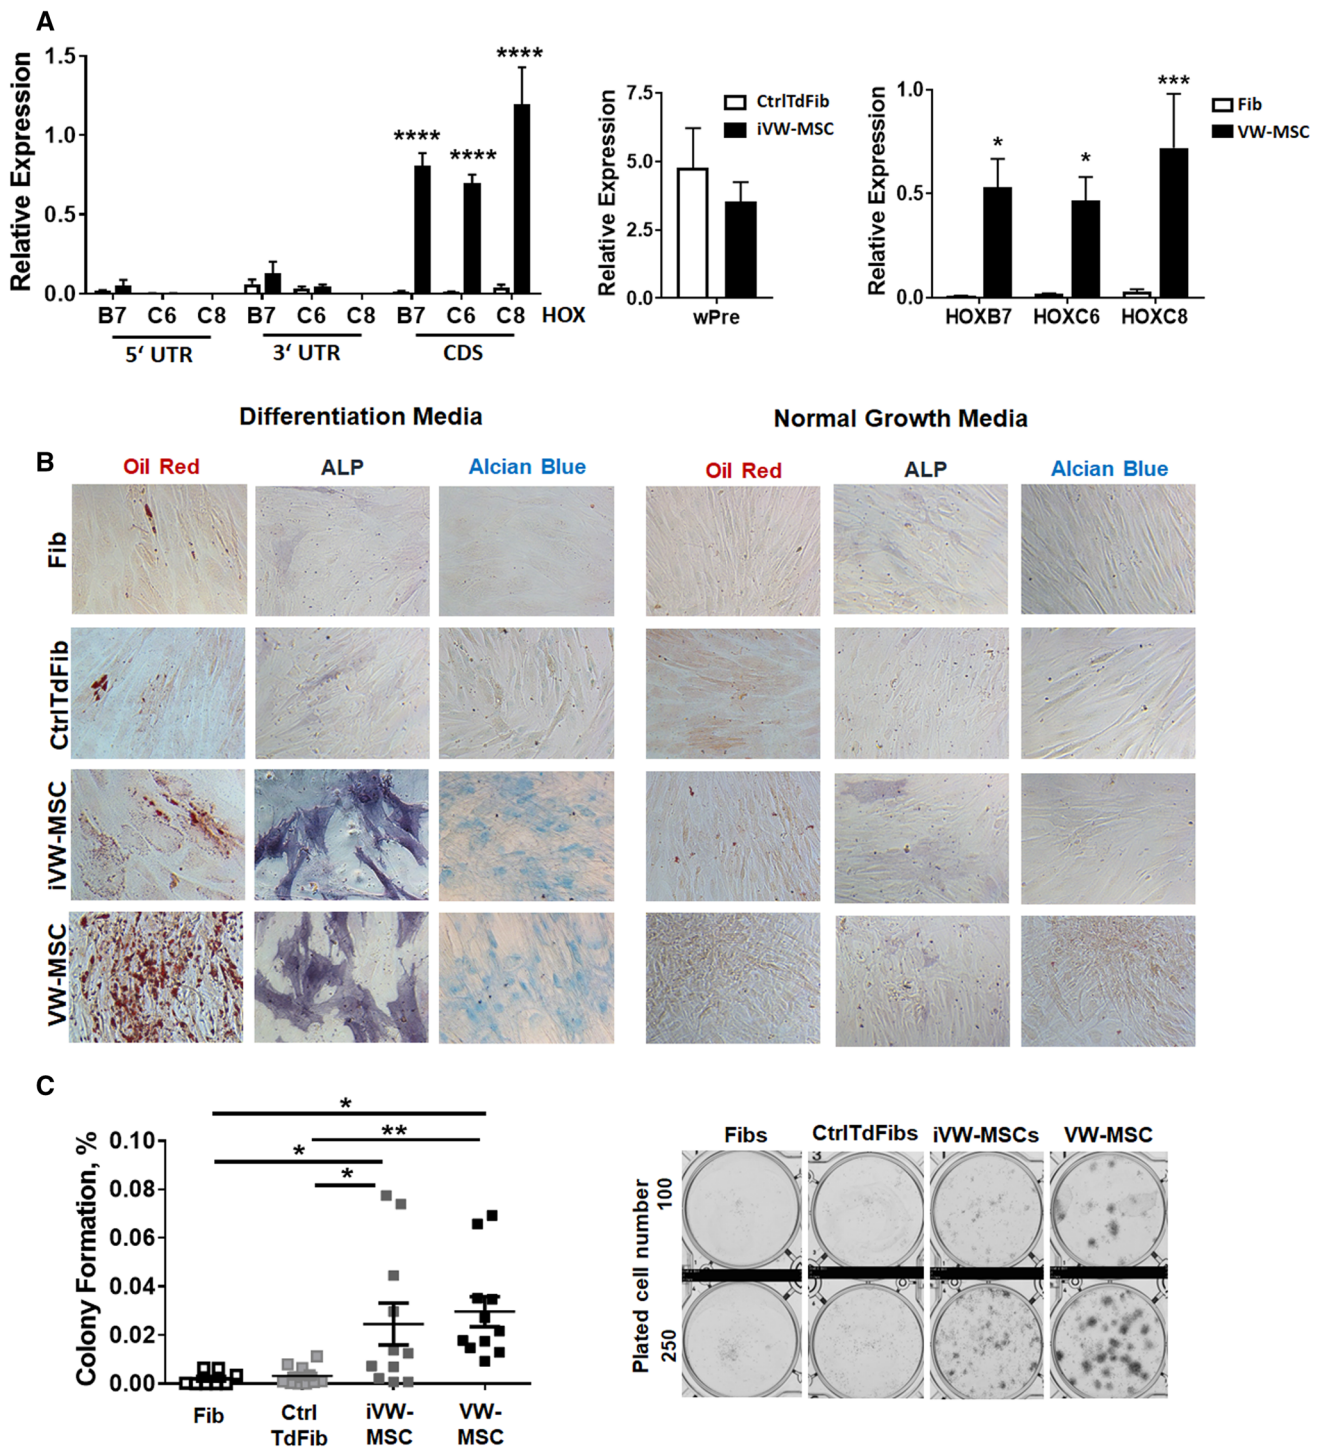 A
Relative Expression
1.5
1.0
0.5
0.0
****
****
****
B7 C6 C8 B7 C6 C8 B7 C6 C8 HOX
5‘ UTR 3‘ UTR CDS
Relative Expression
7.5
5.0
2.5
0.0
wPre
CtrlTdFib
iVW-MSC
Relative Expression
1.0
0.5
0.0
*
*
***
HOXB7 HOXC6 HOXC8
Fib
VW-MSC
Differentiation Media Normal Growth Media
B
Oil Red ALP Alcian Blue Oil Red ALP Alcian Blue
Fib
CtrlTdFib
iVW-MSC
VW-MSC
C
Colony Formation, %
0.10
0.08
0.06
0.04
0.02
0.00
*
**
*
*
Fib
Ctrl
TdFib
iVW-
MSC
VW-
MSC
Fibs CtrlTdFibs iVW-MSCs VW-MSC
Plated cell number
100
250